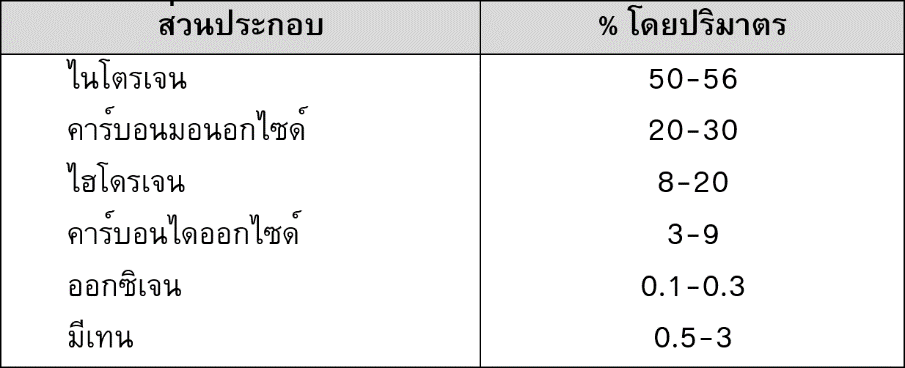 ส่วนประกอบ % โดยปริมาตร
ไนโตรเจน 50-56
คาร์บอนมอนอกไซด์ 20-30
ไฮโดรเจน 8-20
คาร์บอนไดออกไซด์ 3-9
ออกซิเจน 0.1-0.3
มีเทน 0.5-3